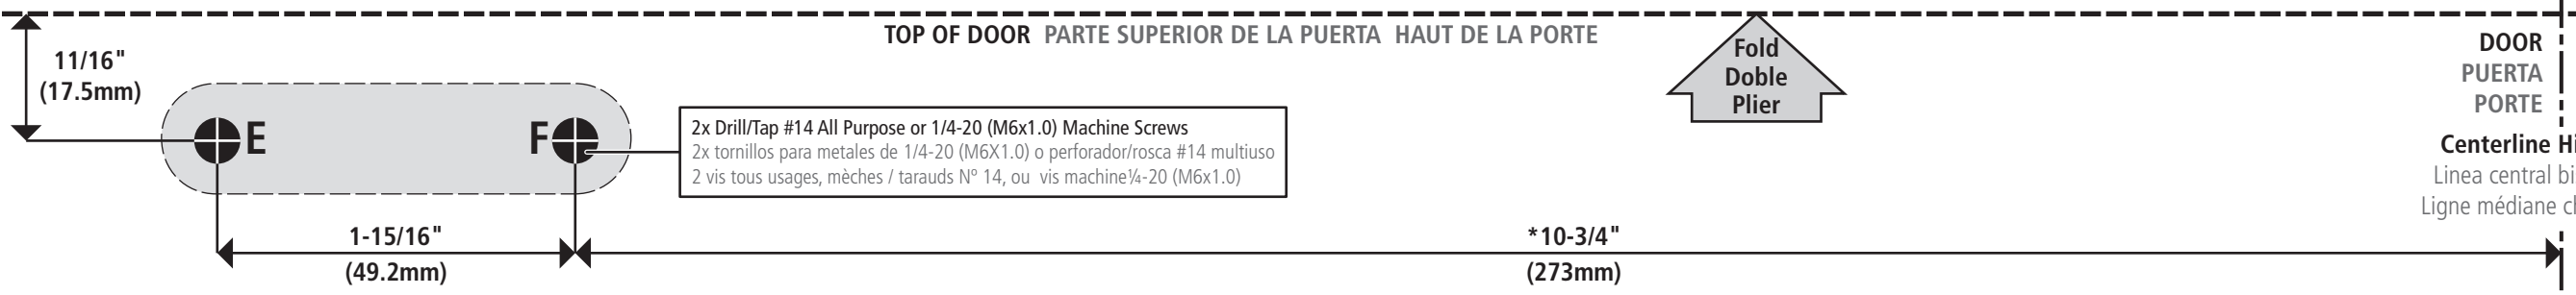 TOP OF DOOR PARTE SUPERIOR DE LA PUERTA HAUT DE LA PORTE
11/16"
(17.5mm)
E
F
2x Drill/Tap #14 All Purpose or 1/4-20 (M6x1.0) Machine Screws
2x tornillos para metales de 1/4-20 (M6X1.0) o perforador/rosca #14 multiuso
2 vis tous usages, mèches / tarauds Nº 14, ou vis machine¼-20 (M6x1.0)
Fold
Doble
Plier
DOOR
PUERTA
PORTE
Centerline
Linea central
Ligne médiane
1-15/16"
(49.2mm)
*10-3/4"
(273mm)